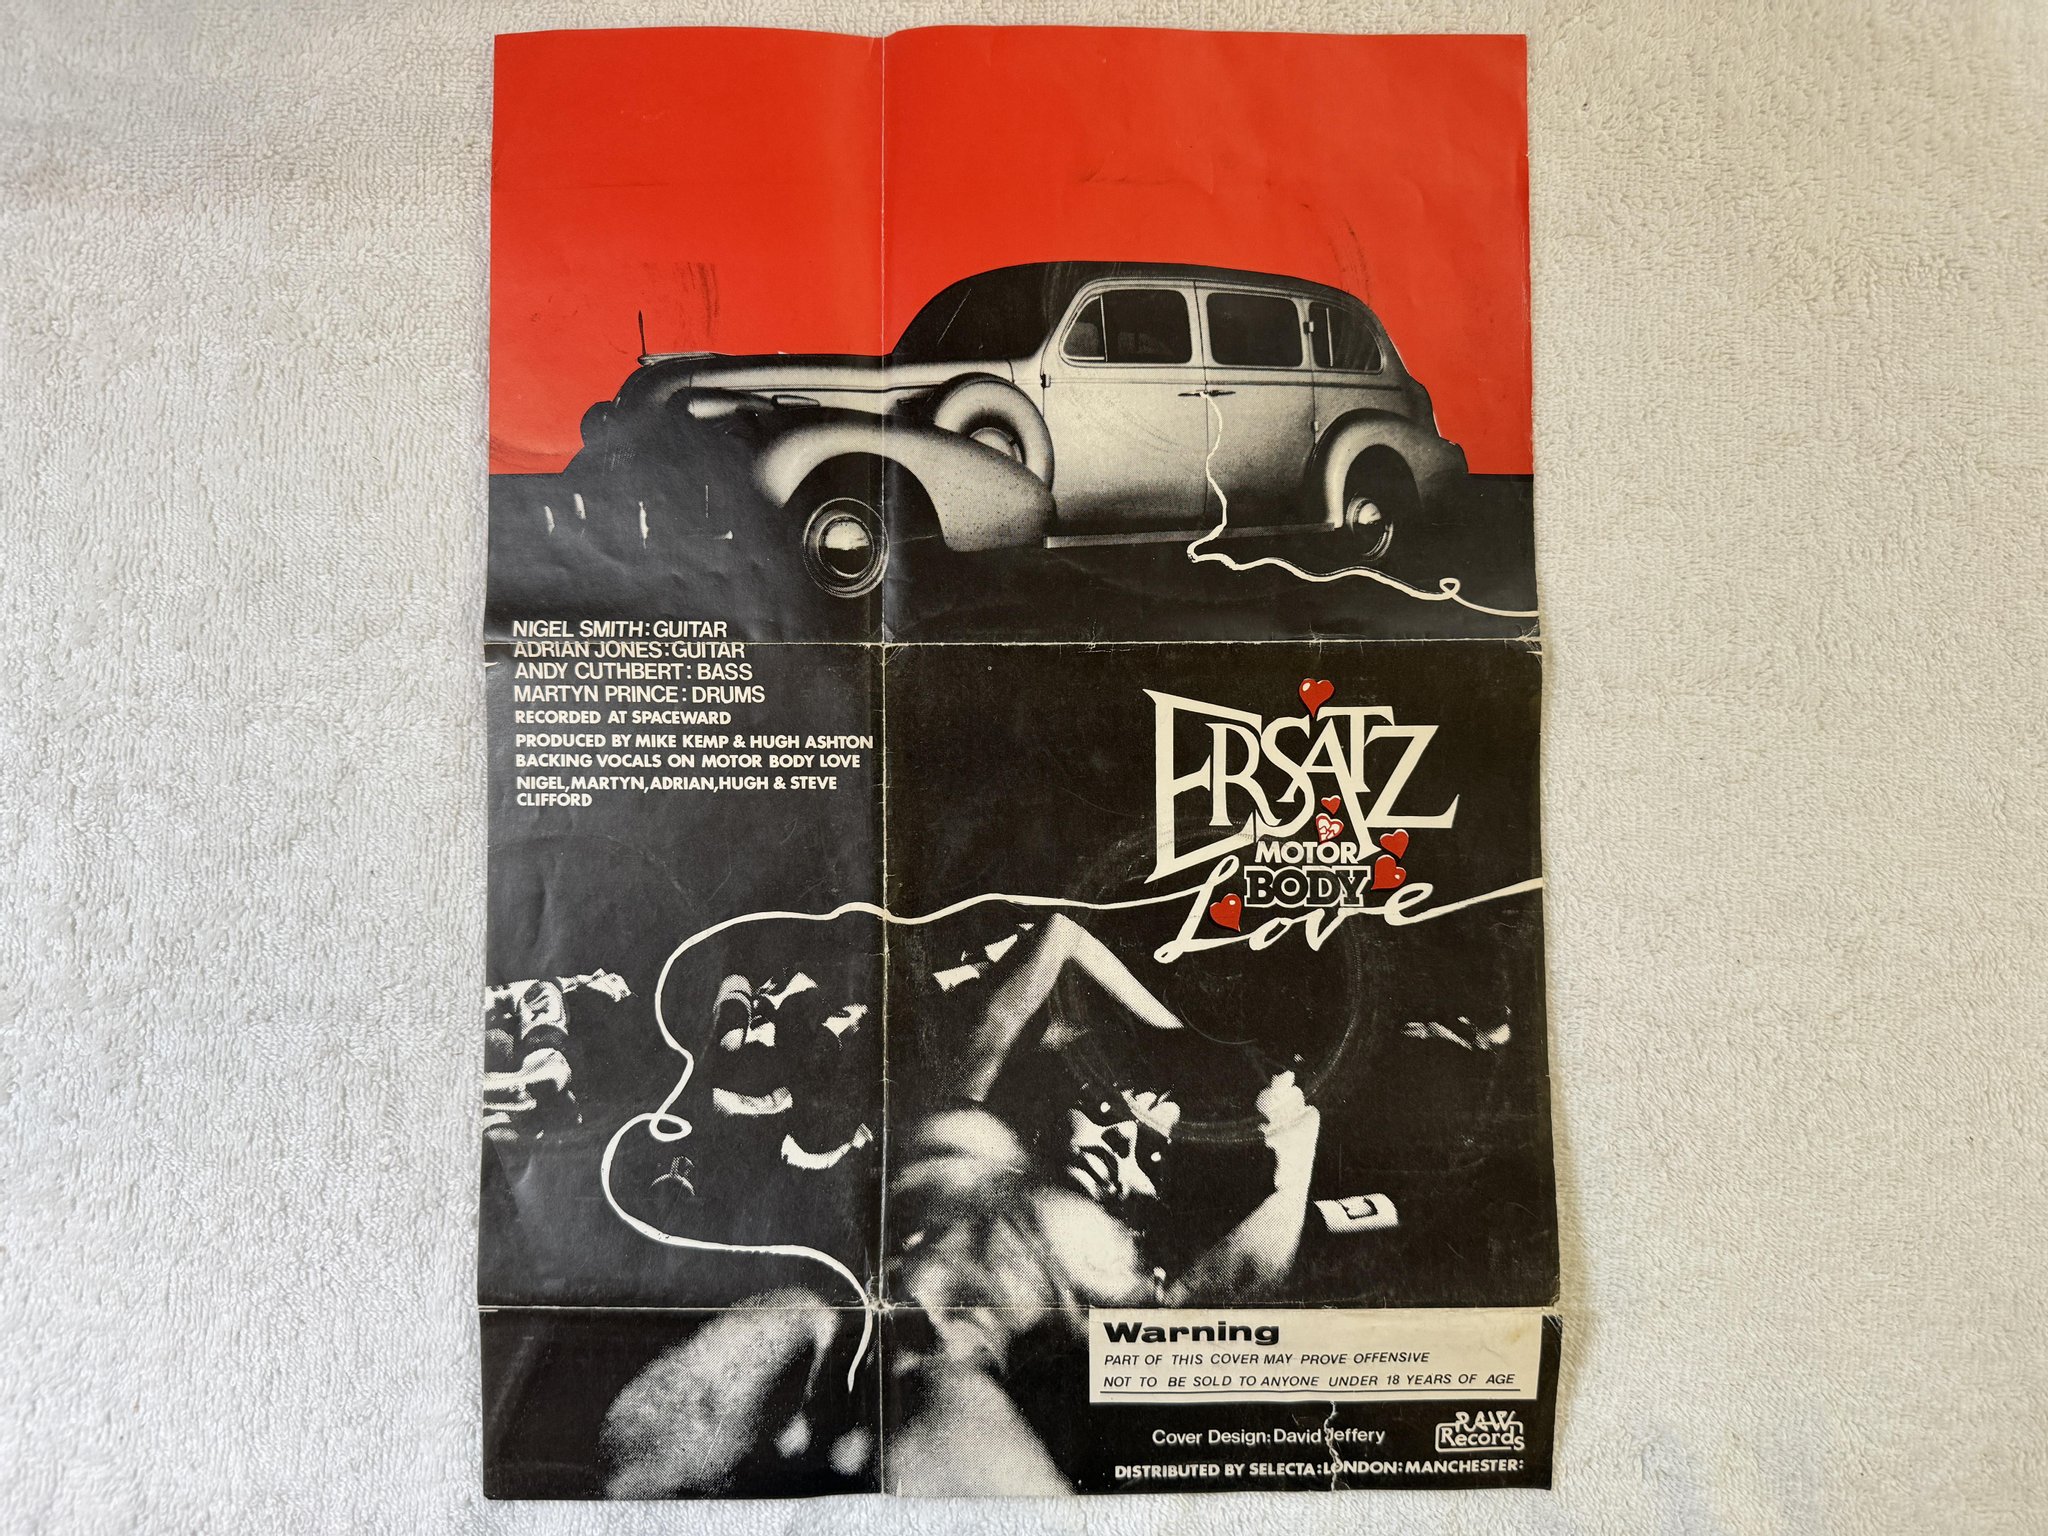 NIGEL SMITH: GUITAR
ADRIAN JONES: GUITAR
ANDY CUTHBERT: BASS
MARTYN PRINCE: DRUMS
RECORDED AT SPACEWARD
PRODUCED BY MIKE KEMP & HUGH ASHTON
BACKING VOCALS ON MOTOR BODY LOVE
NIGEL, MARTYN, ADRIAN, HUGH & STEVE
CLIFFORD
ERSATZ
MOTOR
BODY
Love
Warning
PART OF THIS COVER MAY PROVE OFFENSIVE
NOT TO BE SOLD TO ANYONE UNDER 18 YEARS OF AGE
Cover Design: David Jeffery
RAW
Records
DISTRIBUTED BY SELECTA: LONDON: MANCHESTER: